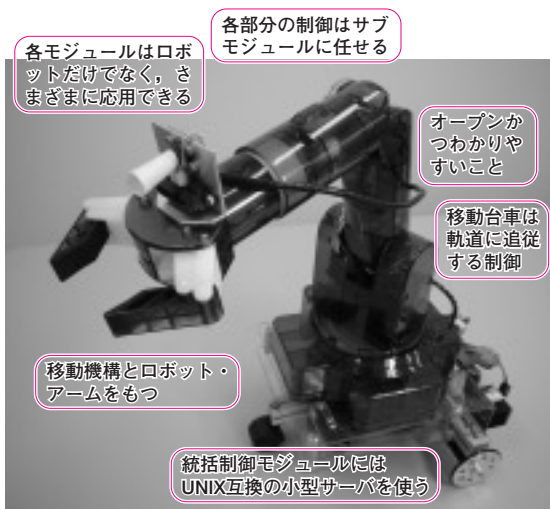 各部分の制御はサブ
モジュールに任せる
各モジュールはロボ
ットだけでなく，さ
まざまに応用できる
オープンか
つわかりや
すいこと
移動台車は
軌道に追従
する制御
移動機構とロボット・
アームをもつ
統括制御モジュールには
UNIX互換の小型サーバを使う